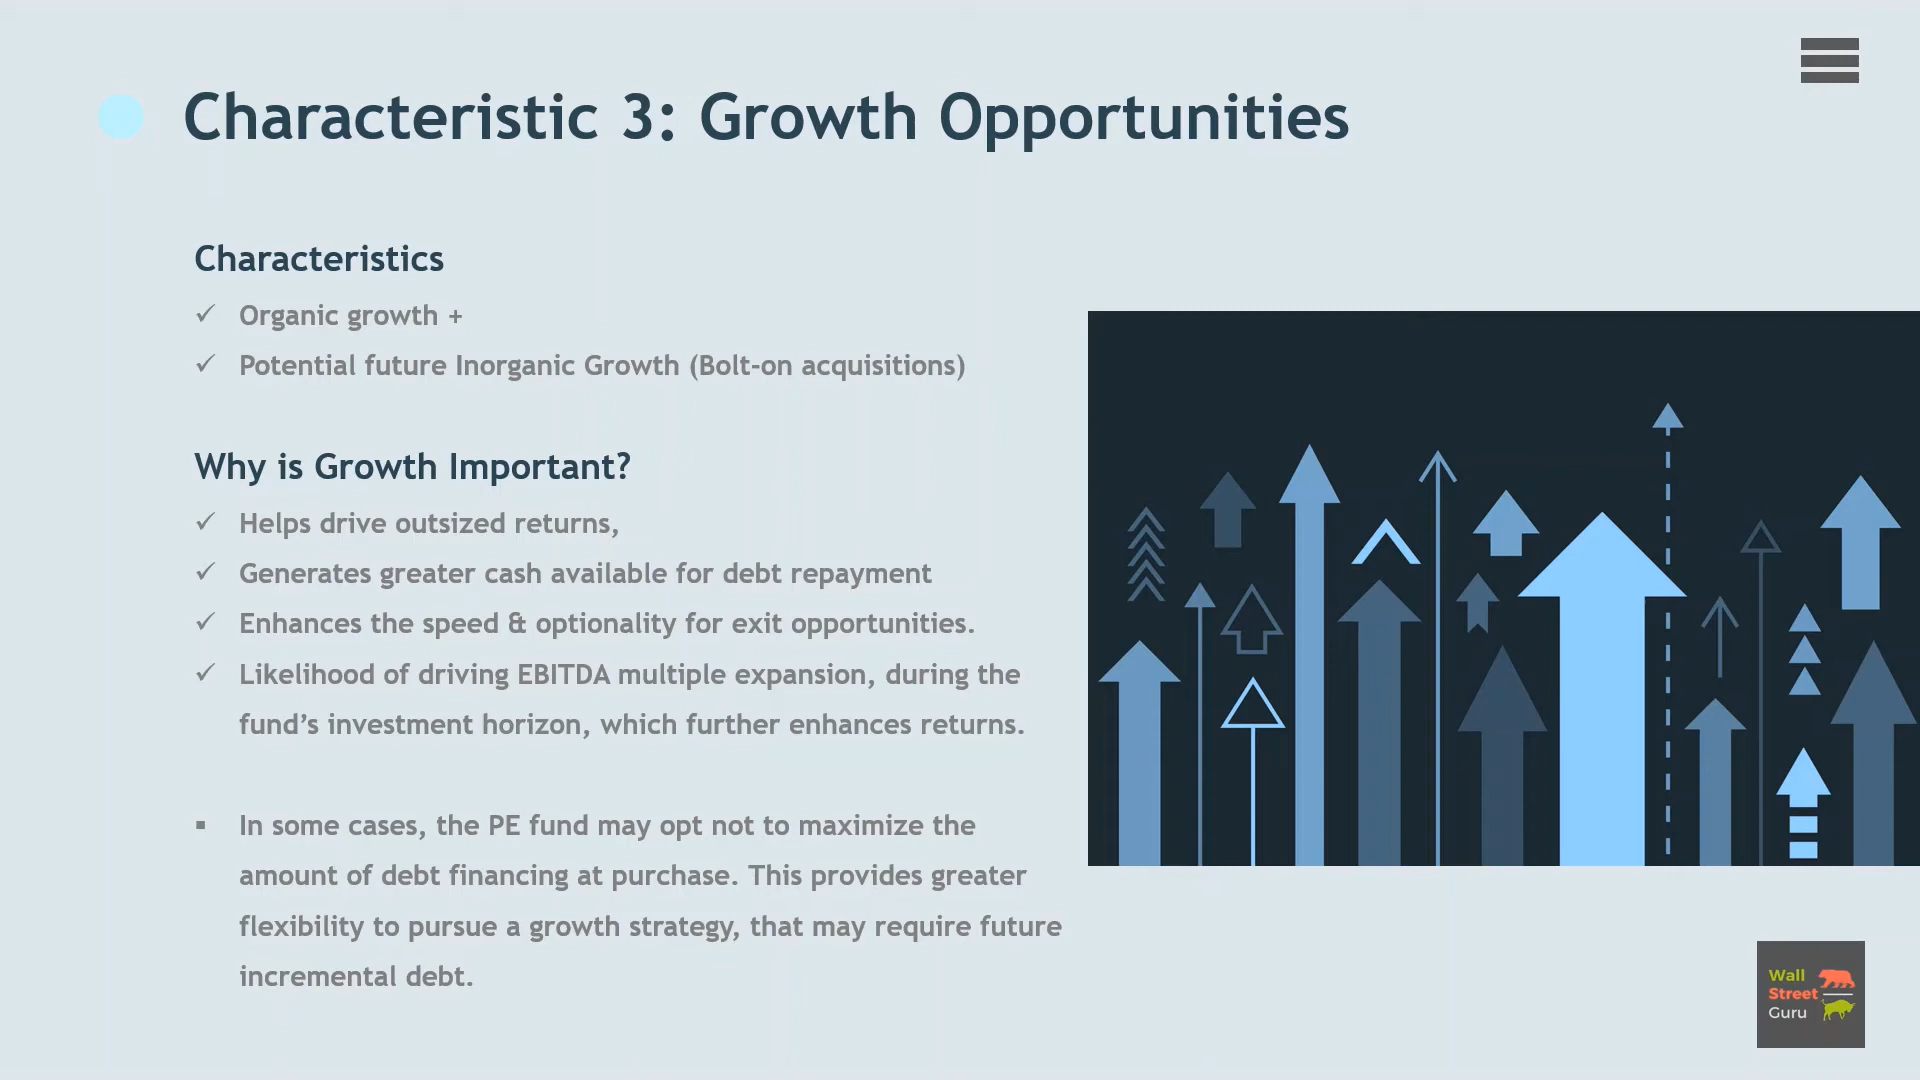 Characteristic 3: Growth Opportunities
Characteristics
Organic growth +
Potential future Inorganic Growth (Bolt-on acquisitions)
Why is Growth Important?
Helps drive outsized returns,
Generates greater cash available for debt repayment
Enhances the speed & optionality for exit opportunities.
Likelihood of driving EBITDA multiple expansion, during the
fund’s investment horizon, which further enhances returns.
In some cases, the PE fund may opt not to maximize the
amount of debt financing at purchase. This provides greater
flexibility to pursue a growth strategy, that may require future
incremental debt.
Wall
Street
Guru